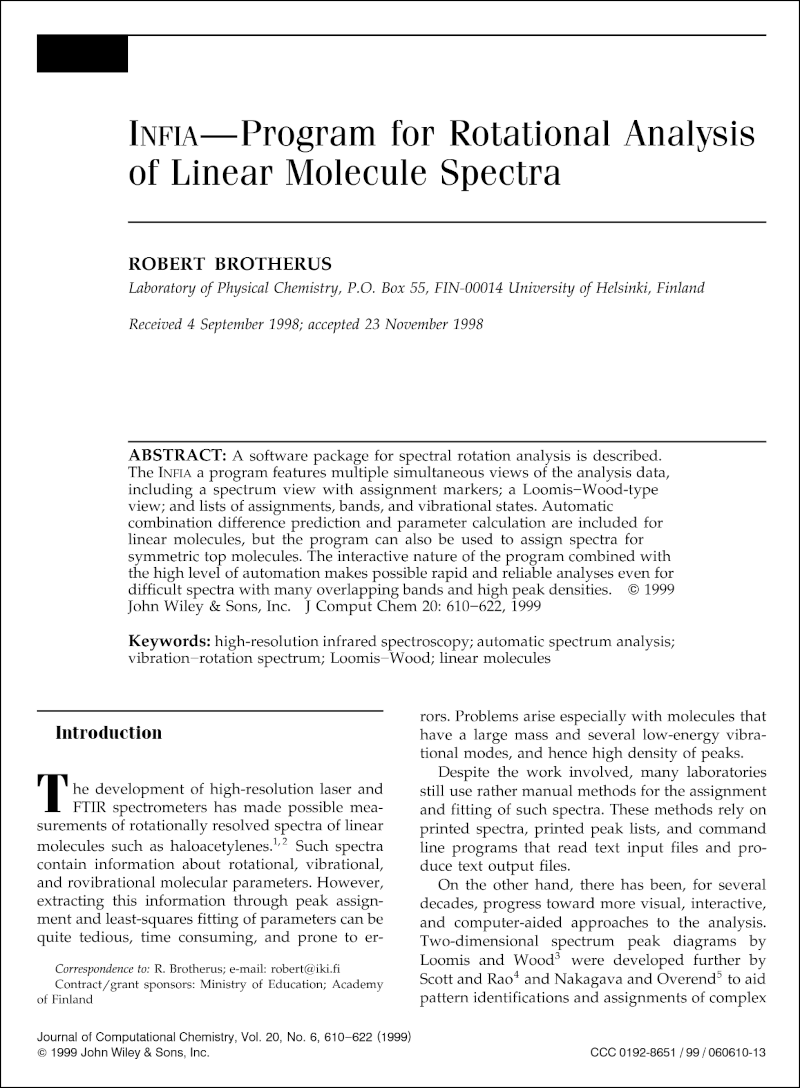 INFIA—Program for Rotational Analysis
of Linear Molecule Spectra
ROBERT BROTHERUS
Laboratory of Physical Chemistry, P.O. Box 55, FIN-00014 University of Helsinki, Finland
Received 4 September 1998; accepted 23 November 1998
ABSTRACT: A software package for spectral rotation analysis is described.
The INFIA a program features multiple simultaneous views of the analysis data,
including a spectrum view with assignment markers; a Loomis–Wood-type
view; and lists of assignments, bands, and vibrational states. Automatic
combination difference prediction and parameter calculation are included for
linear molecules, but the program can also be used to assign spectra for
symmetric top molecules. The interactive nature of the program combined with
the high level of automation makes possible rapid and reliable analyses even for
difficult spectra with many overlapping bands and high peak densities. © 1999
John Wiley & Sons, Inc. J Comput Chem 20: 610–622, 1999
Keywords: high-resolution infrared spectroscopy; automatic spectrum analysis;
vibration–rotation spectrum; Loomis–Wood; linear molecules
Introduction
The development of high-resolution laser and
FTIR spectrometers has made possible mea-
surements of rotationally resolved spectra of linear
molecules such as haloacetylenes.1,2 Such spectra
contain information about rotational, vibrational,
and rovibrational molecular parameters. However,
extracting this information through peak assign-
ment and least-squares fitting of parameters can be
quite tedious, time consuming, and prone to er-
Correspondence to: R. Brotherus; e-mail: robert@iki.fi
Contract/grant sponsors: Ministry of Education; Academy
of Finland
rors. Problems arise especially with molecules that
have a large mass and several low-energy vibra-
tional modes, and hence high density of peaks.
Despite the work involved, many laboratories
still use rather manual methods for the assignment
and fitting of such spectra. These methods rely on
printed spectra, printed peak lists, and command
line programs that read text input files and pro-
duce text output files.
On the other hand, there has been, for several
decades, progress toward more visual, interactive,
and computer-aided approaches to the analysis.
Two-dimensional spectrum peak diagrams by
Loomis and Wood3 were developed further by
Scott and Rao4 and Nakagava and Overend5 to aid
pattern identifications and assignments of complex
Journal of Computational Chemistry, Vol. 20, No. 6, 610–622 (1999)
© 1999 John Wiley & Sons, Inc.
CCC 0192-8651 / 99 / 060610-13